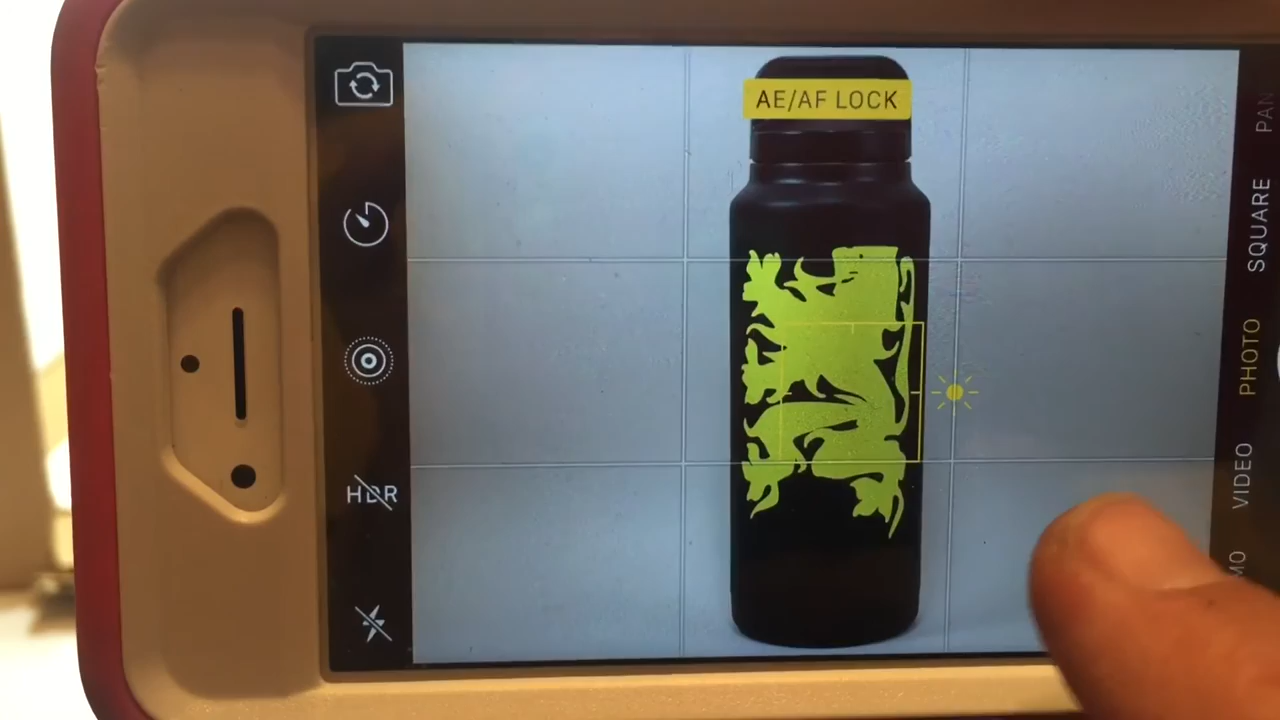 AE/AF LOCK
HDR
PAN
SQUARE
PHOTO
VIDEO
MO